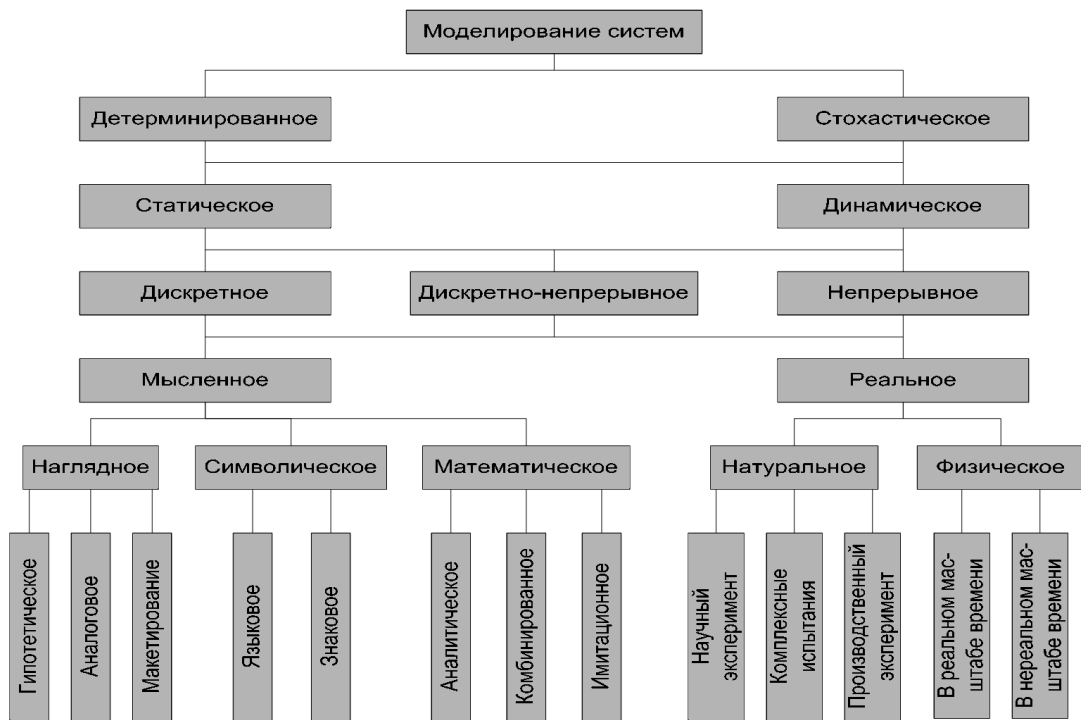 Моделирование систем
Детерминированное
Стохастическое
Статическое
Динамическое
Дискретное
Дискретно-непрерывное
Непрерывное
Мысленное
Реальное
Наглядное
Символическое
Математическое
Натуральное
Физическое
Гипотетическое
Аналоговое
Макетирование
Языковое
Знаковое
Аналитическое
Комбинированное
Имитационное
Научный
эксперимент
Комплексные
испытания
Производственный
эксперимент
В реальном мас-
штабе времени
В нереальном мас-
штабе времени